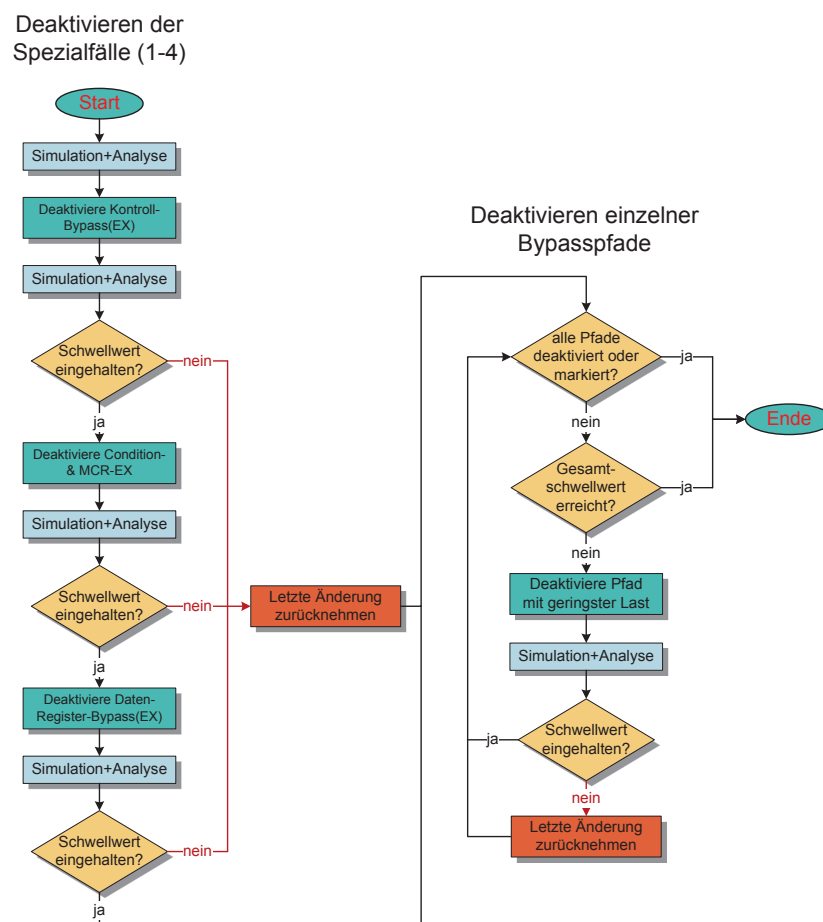 Deaktivieren der
Spezialfälle (1-4)
Start
Simulation+Analyse
Deaktiviere Kontroll-
Bypass(EX)
Simulation+Analyse
Schwellwert
eingehalten?
nein
ja
Deaktiviere Condition-
& MCR-EX
Simulation+Analyse
Schwellwert
eingehalten?
nein
ja
Deaktiviere Daten-
Register-Bypass(EX)
Simulation+Analyse
Schwellwert
eingehalten?
nein
ja
Letzte Änderung
zurücknehmen
Deaktivieren einzelner
Bypasspfade
alle Pfade
deaktiviert oder
markiert?
ja
nein
Ende
Gesamt-
schwellwert
erreicht?
ja
nein
Deaktiviere Pfad
mit geringster Last
Simulation+Analyse
Schwellwert
eingehalten?
ja
nein
Letzte Änderung
zurücknehmen